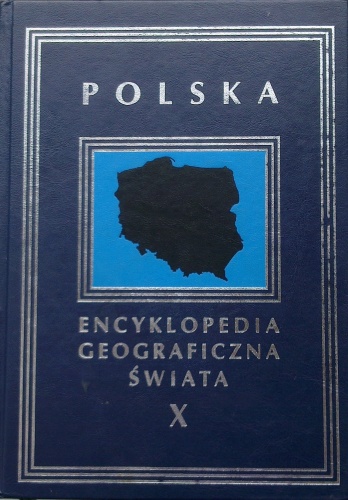 POLSKA
ENCYKLOPEDIA
GEOGRAFICZNA
ŚWIATA
X